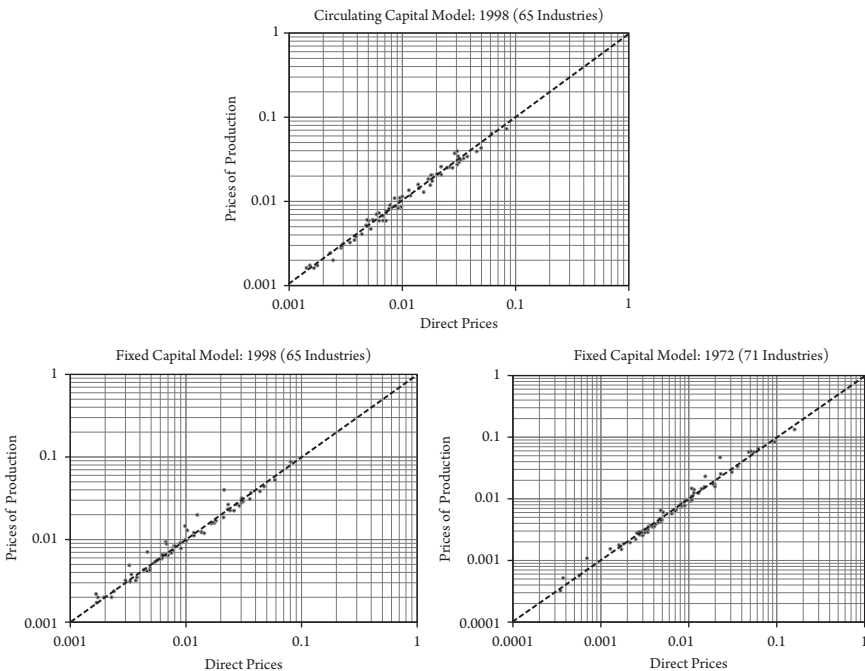 Circulating Capital Model: 1998 (65 Industries)
1
0.1
0.01
0.001
Prices of Production
0.001 0.01 0.1 1
Direct Prices
Fixed Capital Model: 1998 (65 Industries)
1
0.1
0.01
0.001
Prices of Production
0.001 0.01 0.1 1
Direct Prices
Fixed Capital Model: 1972 (71 Industries)
1
0.1
0.01
0.001
0.0001
Prices of Production
0.0001 0.001 0.01 0.1 1
Direct Prices